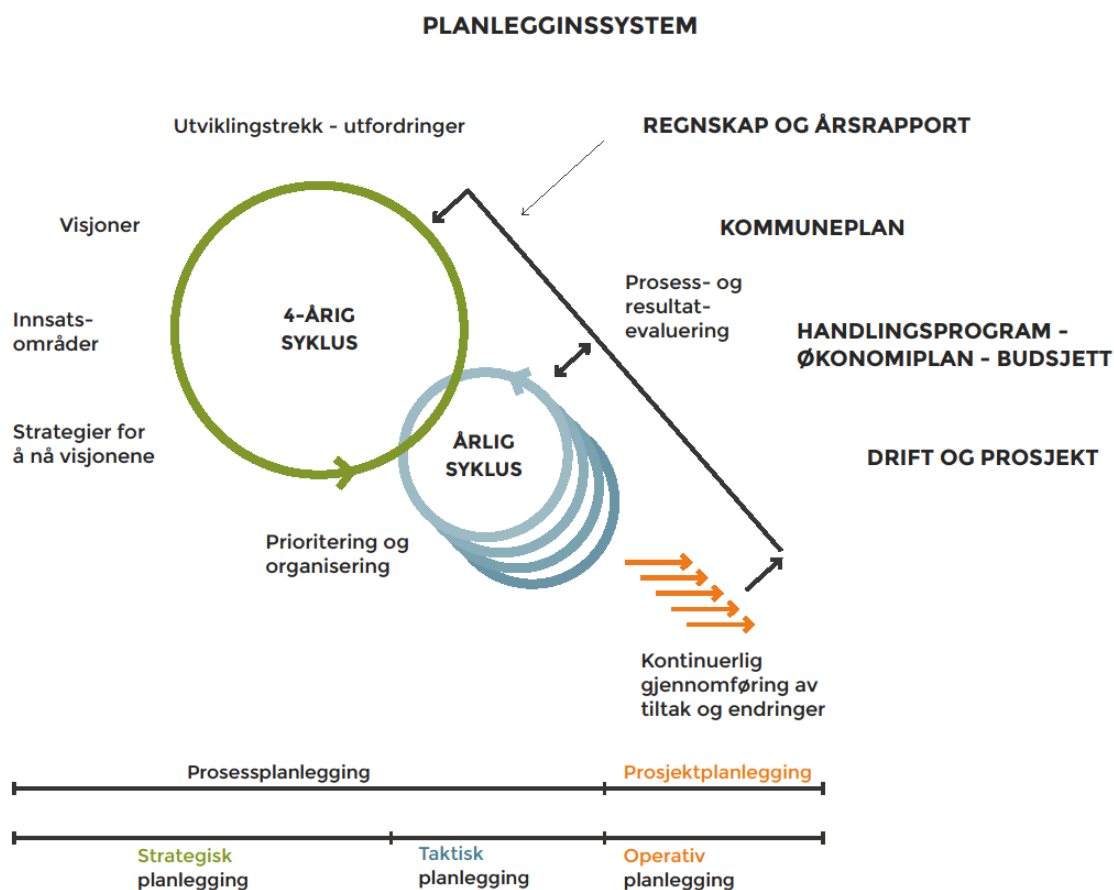 PLANLEGGINSSYSTEM
Utviklingstrekk - utfordringer
REGNSKAP OG ÅRSRAPPORT
Visjoner
KOMMUNEPLAN
Prosess- og
resultat-
evaluering
Innsats-
områder
4-ÅRIG
SYKLUS
HANDLINGSPROGRAM -
ØKONOMIPLAN - BUDSJETT
Strategier for
å nå visjonene
ÅRLIG
SYKLUS
DRIFT OG PROSJEKT
Prioritering og
organisering
Kontinuerlig
gjennomføring av
tiltak og endringer
Prosessplanlegging
Prosjektplanlegging
Strategisk
planlegging
Taktisk
planlegging
Operativ
planlegging